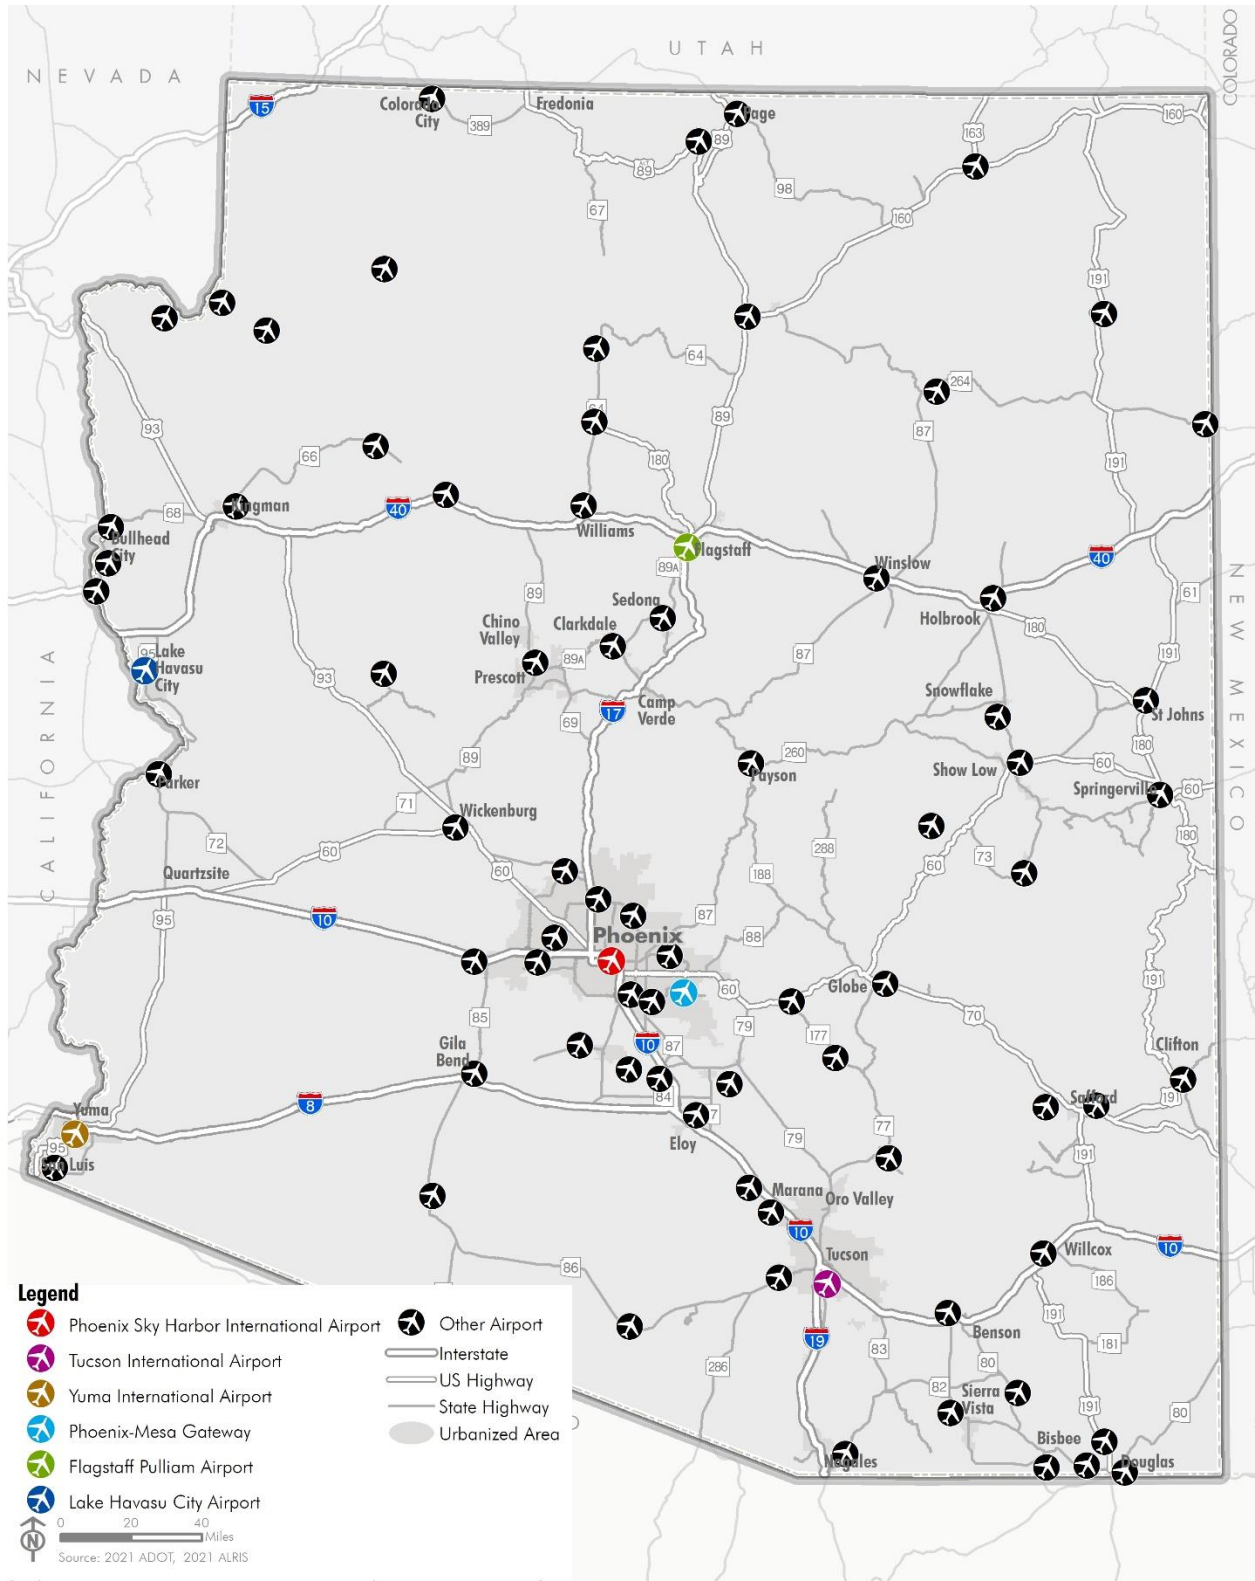 UTAH
COLORADO
NEVADA
15
Colorado
City
389
Fredonia
Page
89
89
163
160
98
67
160
191
64
264
64
89
87
93
66
180
191
68
Kingman
40
Williams
Flagstaff
89A
Winslow
40
Bullhead
City
NEW MEXICO
61
Holbrook
180
89
Sedona
Chino
Valley
Clarkdale
89A
Prescott
87
191
CALIFORNIA
95
Lake
Havasu
City
93
17
Camp
Verde
69
Snowflake
St Johns
180
89
260
Payson
Show Low
60
Springerville
60
Parker
71
Wickenburg
72
60
288
180
73
60
60
Quartzsite
188
95
10
87
88
Phoenix
191
60
Globe
70
85
79
177
Gila
Bend
10
87
Clifton
8
84
Safford
191
Yuma
95
San Luis
87
Eloy
79
77
191
Marana
Oro Valley
10
Tucson
Willcox
10
86
186
191
181
Benson
19
83
80
286
82
Sierra
Vista
191
80
Bisbee
Nogales
Douglas
Legend
Phoenix Sky Harbor International Airport
Tucson International Airport
Yuma International Airport
Phoenix-Mesa Gateway
Flagstaff Pulliam Airport
Lake Havasu City Airport
Other Airport
Interstate
US Highway
State Highway
Urbanized Area
N
0 20 40
Miles
Source: 2021 ADOT, 2021 ALRIS